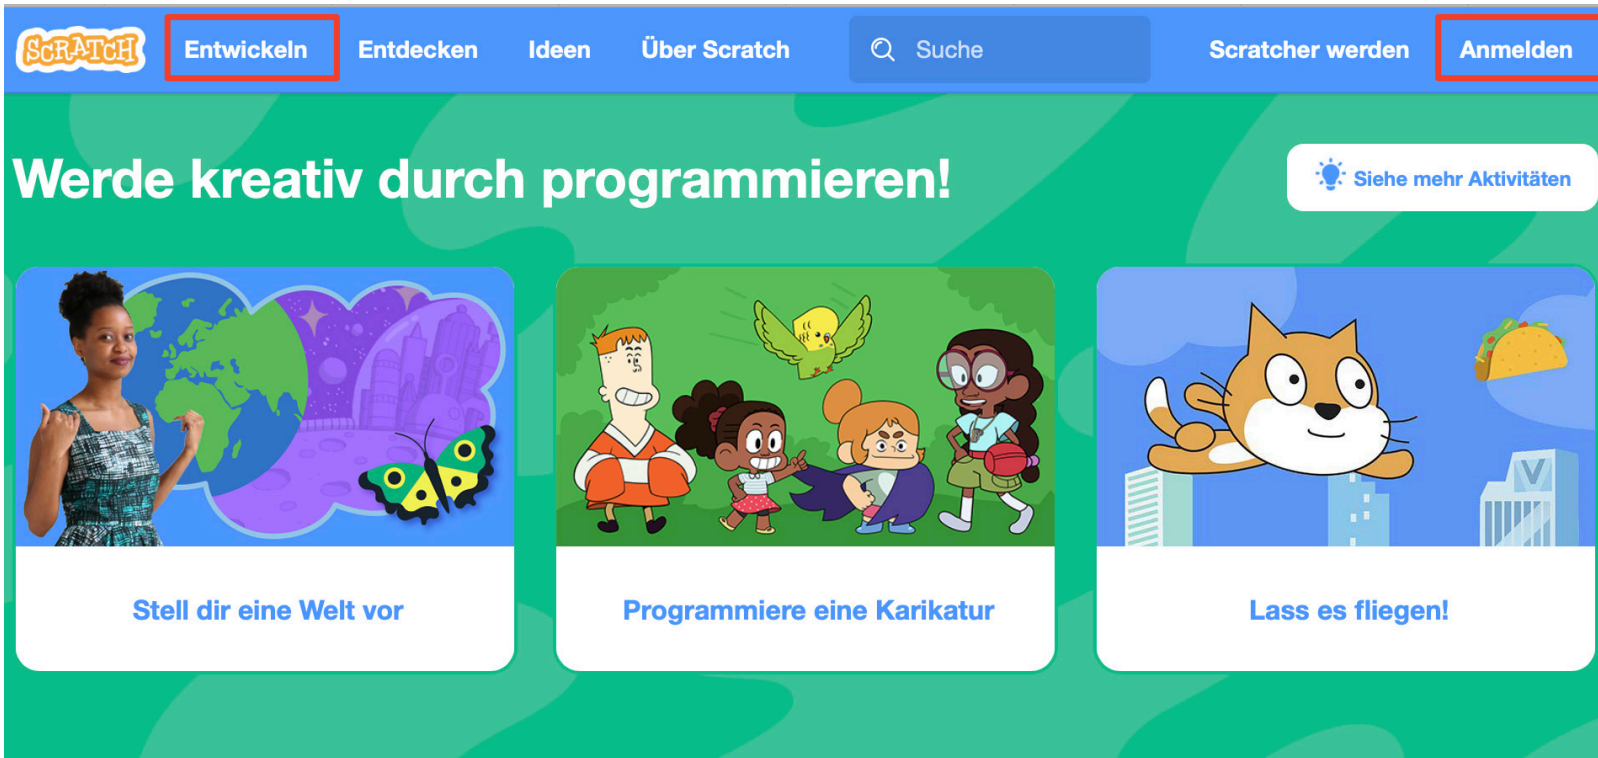 SCRATCH Entwickeln Entdecken Ideen Über Scratch Suche Scratcher werden Anmelden
Werde kreativ durch programmieren!
Siehe mehr Aktivitäten
Stell dir eine Welt vor
Programmiere eine Karikatur
Lass es fliegen!